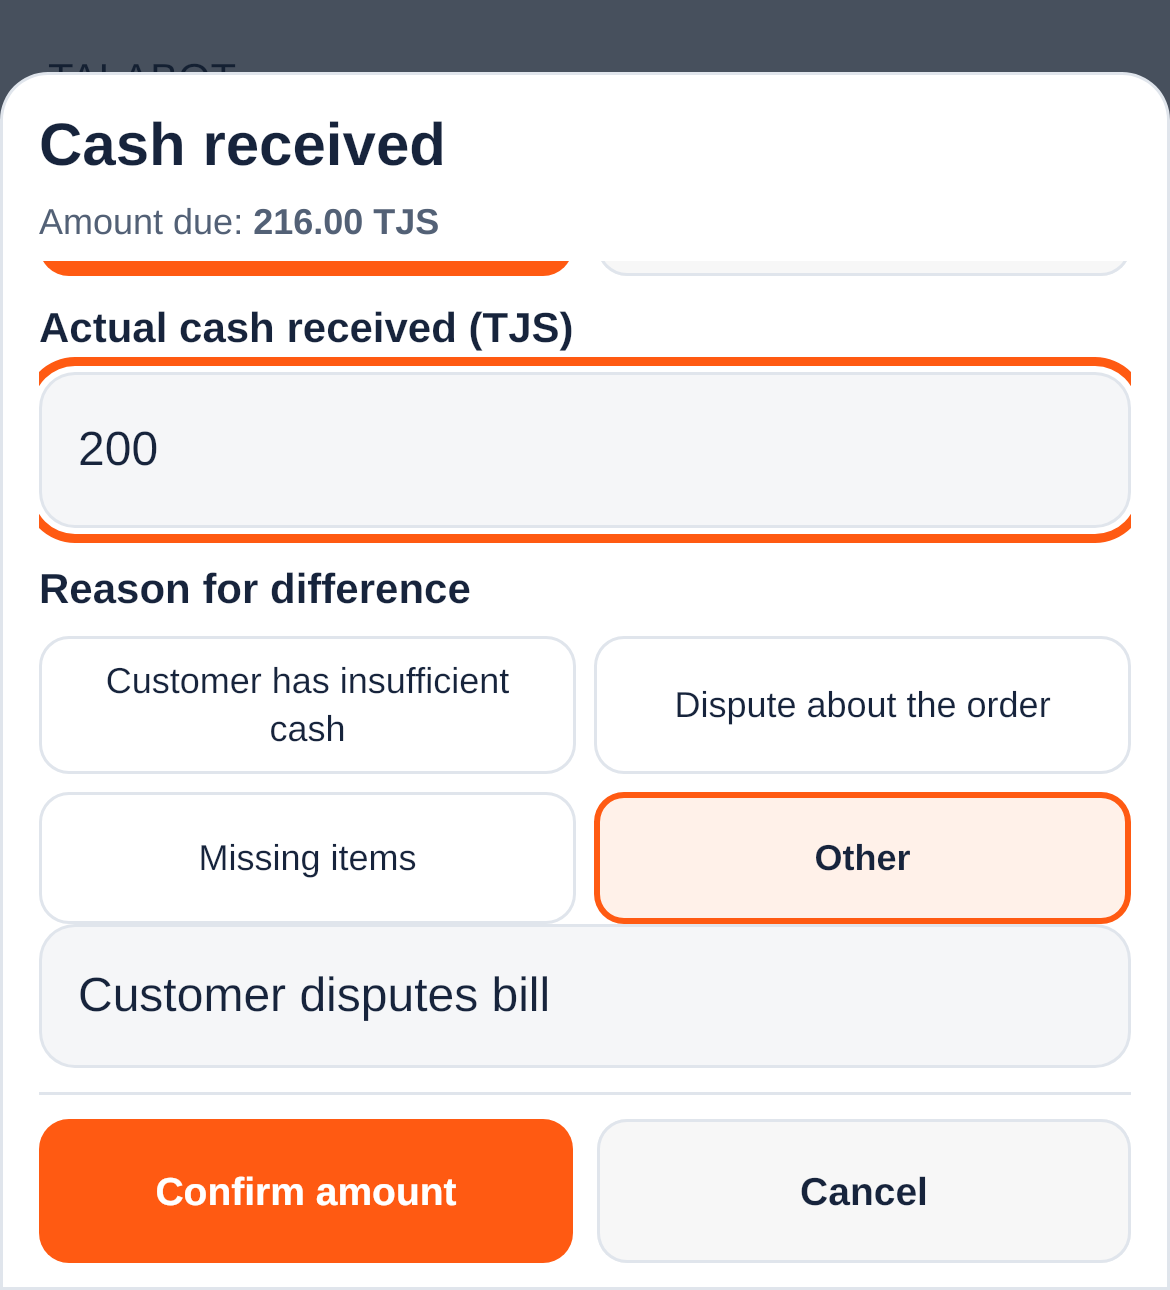 Cash received
Amount due: 216.00 TJS
Actual cash received (TJS)
200
Reason for difference
Customer has insufficient
cash
Dispute about the order
Missing items
Other
Customer disputes bill
Confirm amount
Cancel